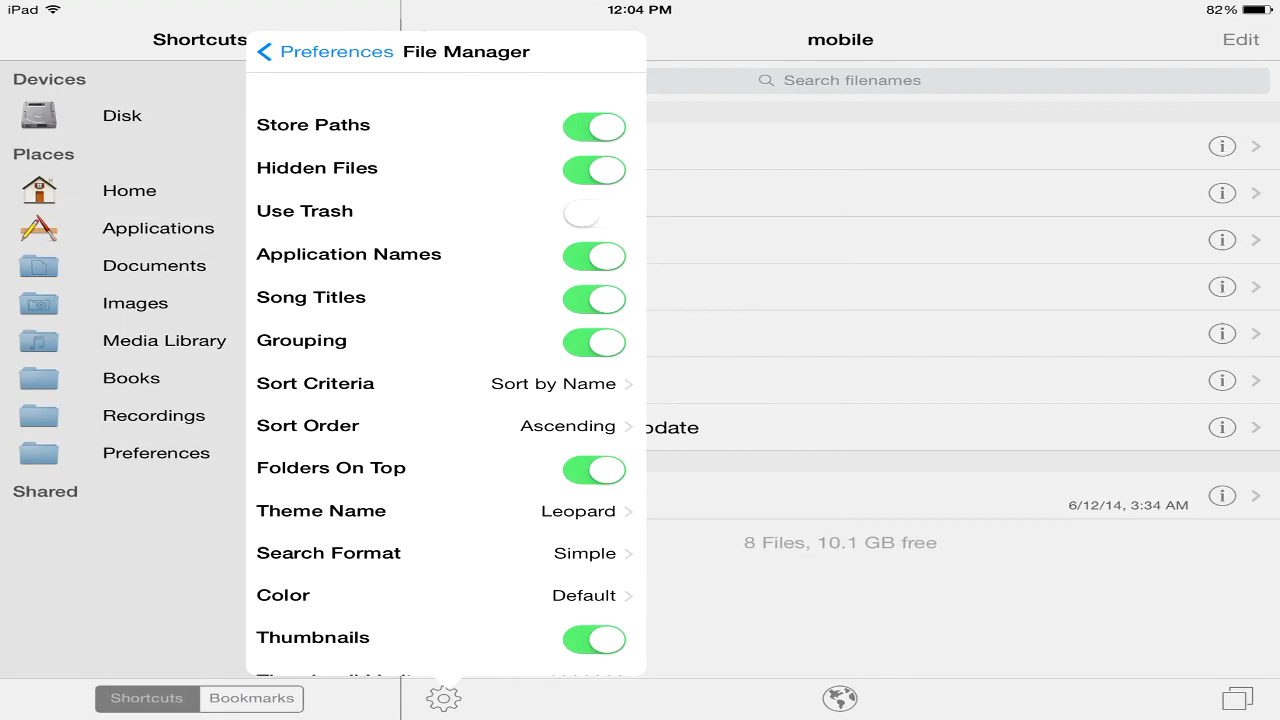 iPad
12:04 PM
82%
Shortcuts
Devices
Disk
Places
Home
Applications
Documents
Images
Media Library
Books
Recordings
Preferences
Shared
Shortcuts
Bookmarks
Preferences
File Manager
Store Paths
Hidden Files
Use Trash
Application Names
Song Titles
Grouping
Sort Criteria Sort by Name
Sort Order Ascending
Folders On Top
Theme Name Leopard
Search Format Simple
Color Default
Thumbnails
mobile
Edit
Search filenames
6/12/14, 3:34 AM
8 Files, 10.1 GB free